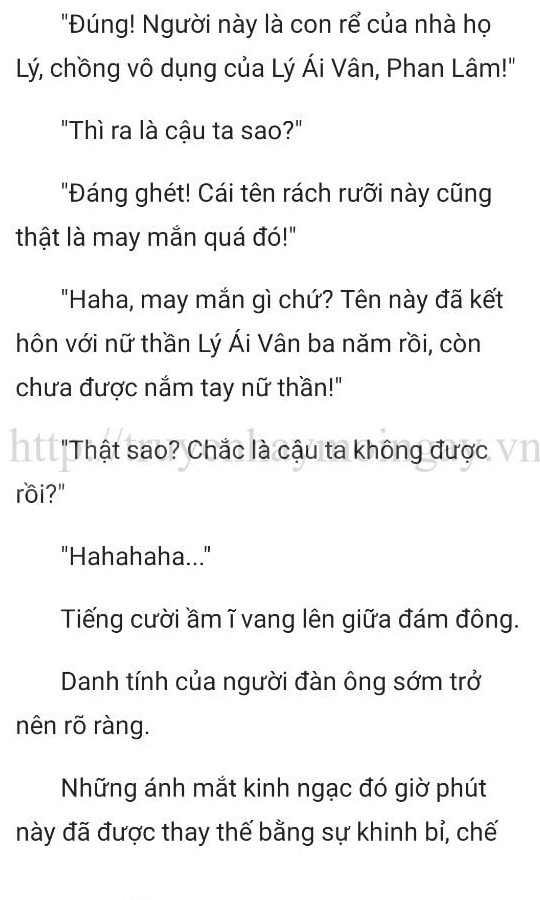 "Đúng! Người này là con rể của nhà họ
Lý, chồng vô dụng của Lý Ái Vân, Phan Lâm!"
"Thì ra là cậu ta sao?"
"Đáng ghét! Cái tên rách rưỡi này cũng
thật là may mắn quá đó!"
"Haha, may mắn gì chứ? Tên này đã kết
hôn với nữ thần Lý Ái Vân ba năm rồi, còn
chưa được nắm tay nữ thần!"
http://truyenhaymoingay.vn
"Thật sao? Chắc là cậu ta không được
rồi?"
"Hahahaha..."
Tiếng cười ầm ĩ vang lên giữa đám đông.
Danh tính của người đàn ông sớm trở
nên rõ ràng.
Những ánh mắt kinh ngạc đó giờ phút
này đã được thay thế bằng sự khinh bỉ, chế